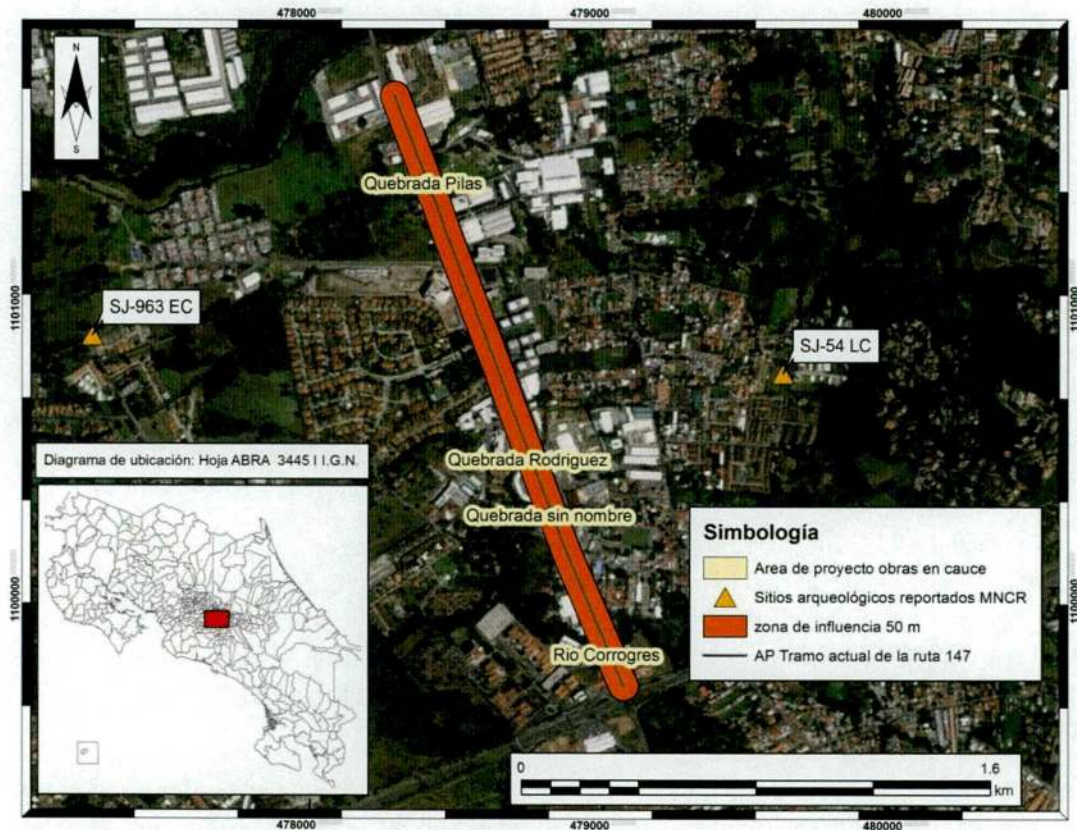 478000
479000
480000
N
S
Quebrada Pilas
1101000
1101000
SJ-963 EC
SJ-54 LC
Diagrama de ubicación: Hoja ABRA 3445 I I.G.N.
Quebrada Rodriguez
Quebrada sin nombre
Simbología
Area de proyecto obras en cauce
Sitios arqueológicos reportados MNCR
zona de influencia 50 m
AP Tramo actual de la ruta 147
1100000
1100000
Rio Corrogres
0
1.6
km
478000
479000
480000